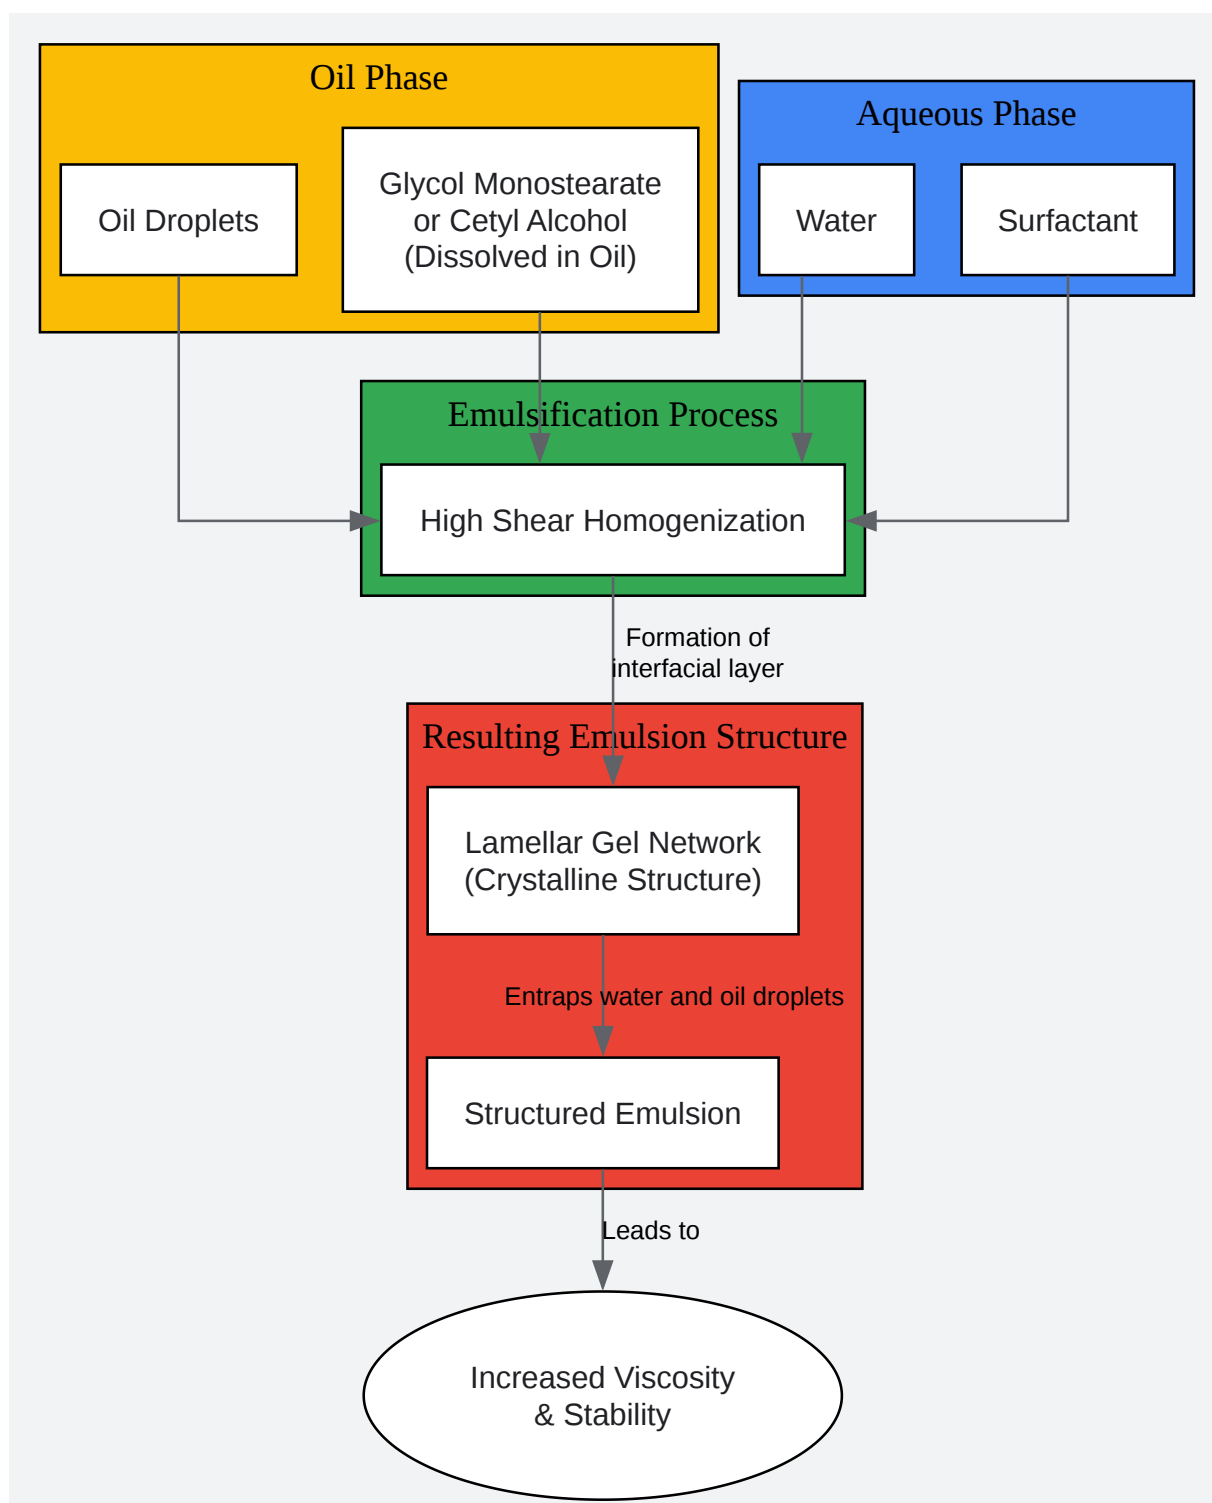 Oil Phase
Aqueous Phase
Oil Droplets
Glycol Monostearate
or Cetyl Alcohol
(Dissolved in Oil)
Water
Surfactant
Emulsification Process
High Shear Homogenization
Formation of
interfacial layer
Resulting Emulsion Structure
Lamellar Gel Network
(Crystalline Structure)
Entraps water and oil droplets
Structured Emulsion
Leads to
Increased Viscosity
& Stability